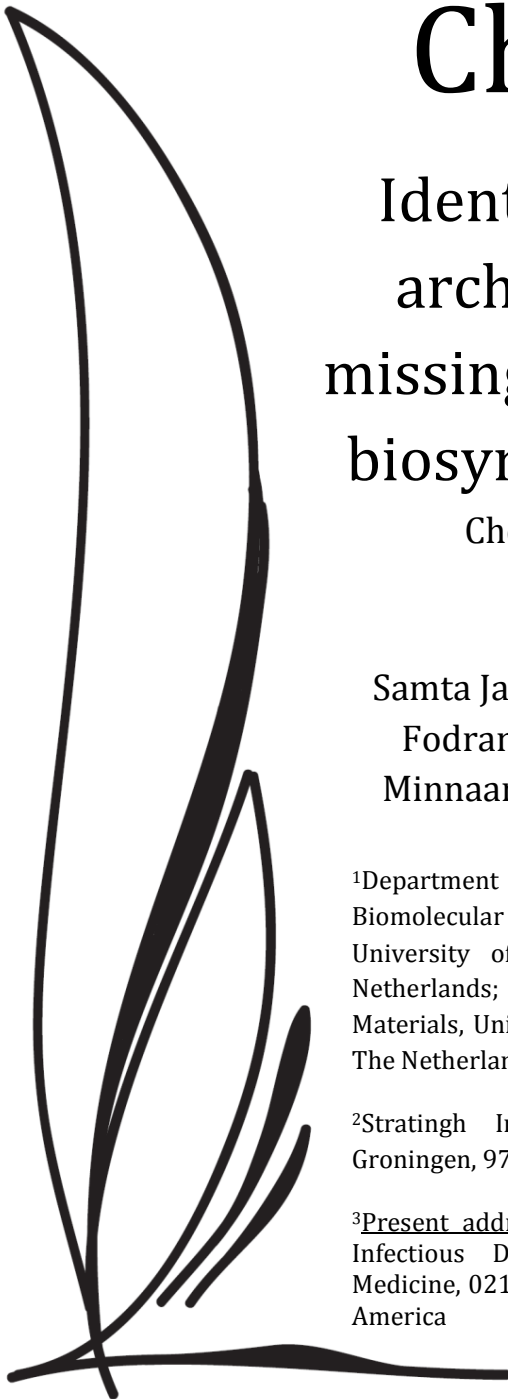 Ch
Ident
arch
missing
biosyn
Ch
Samta Ja
Fodran
Minnaar
¹Department
Biomolecular
University of
Netherlands;
Materials, Uni
The Netherlan
²Stratingh In
Groningen, 97
³Present addr
Infectious D
Medicine, 021
America